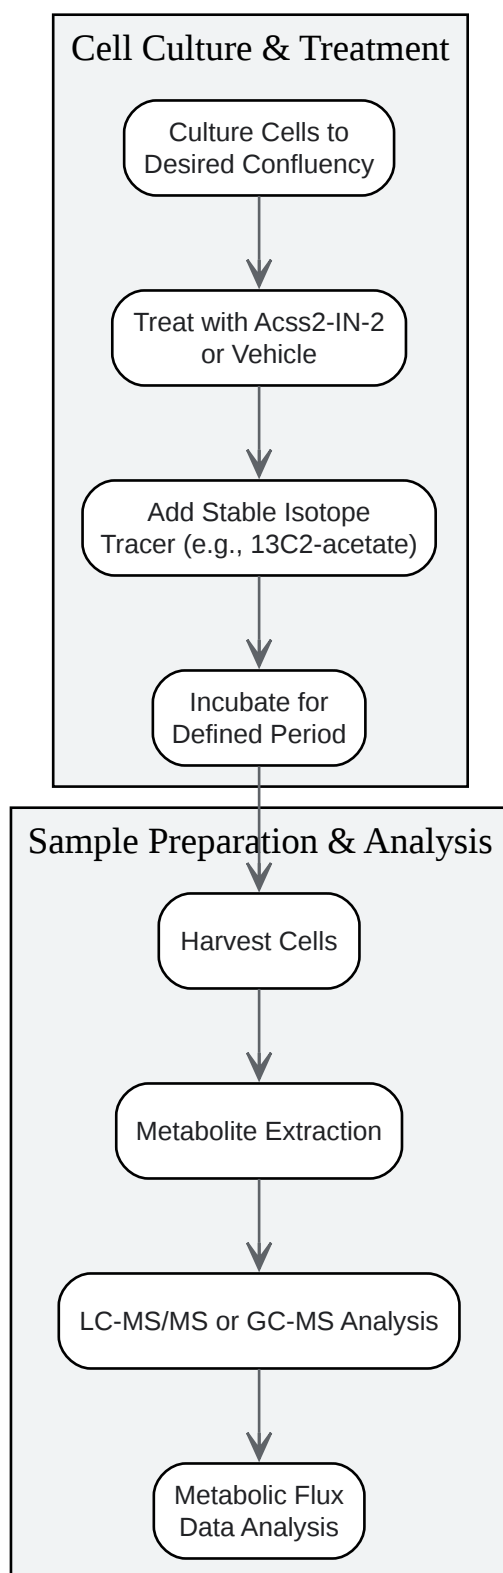 Cell Culture & Treatment
Culture Cells to
Desired Confluency
Treat with Acss2-IN-2
or Vehicle
Add Stable Isotope
Tracer (e.g., 13C2-acetate)
Incubate for
Defined Period
Sample Preparation & Analysis
Harvest Cells
Metabolite Extraction
LC-MS/MS or GC-MS Analysis
Metabolic Flux
Data Analysis